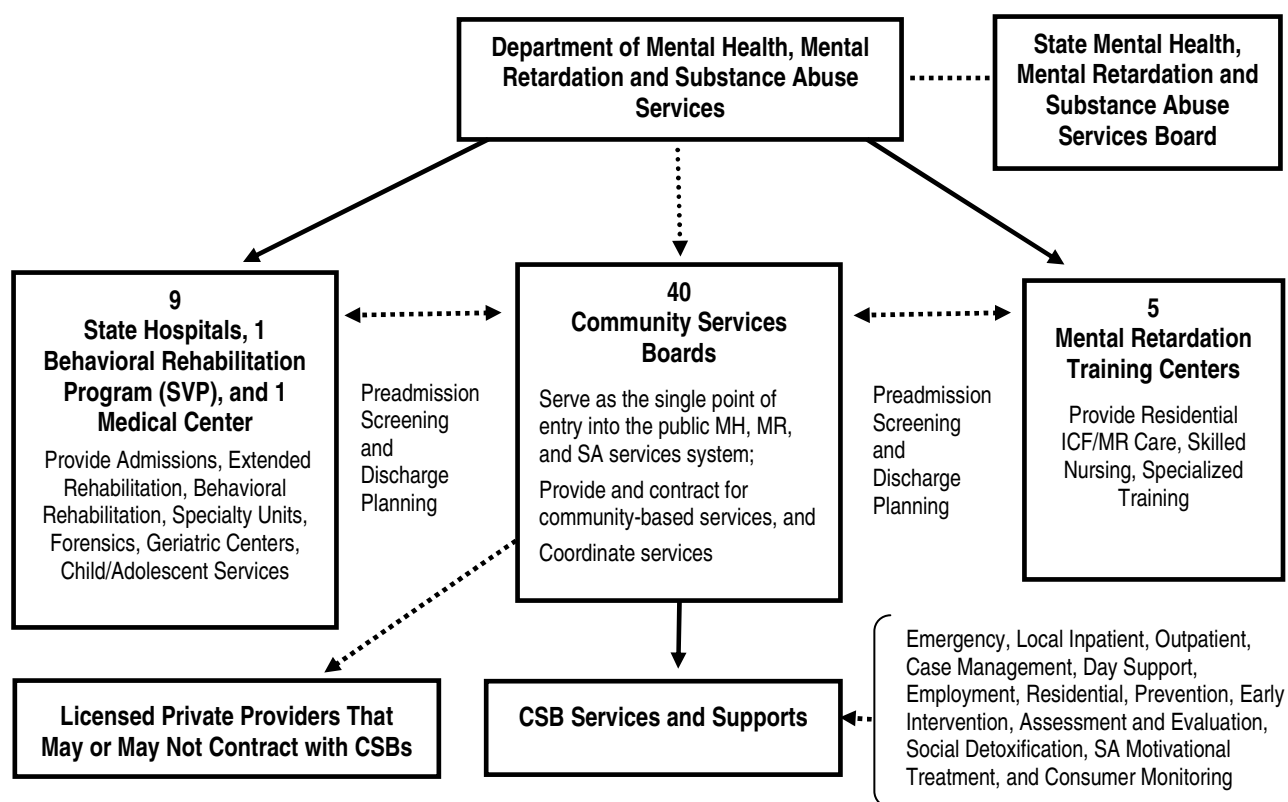 Department of Mental Health, Mental
Retardation and Substance Abuse
Services
State Mental Health,
Mental Retardation and
Substance Abuse
Services Board
9
State Hospitals, 1
Behavioral Rehabilitation
Program (SVP), and 1
Medical Center
Provide Admissions, Extended
Rehabilitation, Behavioral
Rehabilitation, Specialty Units,
Forensics, Geriatric Centers,
Child/Adolescent Services
Preadmission
Screening
and
Discharge
Planning
40
Community Services
Boards
Serve as the single point of
entry into the public MH, MR,
and SA services system;
Provide and contract for
community-based services, and
Coordinate services
Preadmission
Screening
and
Discharge
Planning
5
Mental Retardation
Training Centers
Provide Residential
ICF/MR Care, Skilled
Nursing, Specialized
Training
Licensed Private Providers That
May or May Not Contract with CSBs
CSB Services and Supports
Emergency, Local Inpatient, Outpatient,
Case Management, Day Support,
Employment, Residential, Prevention, Early
Intervention, Assessment and Evaluation,
Social Detoxification, SA Motivational
Treatment, and Consumer Monitoring